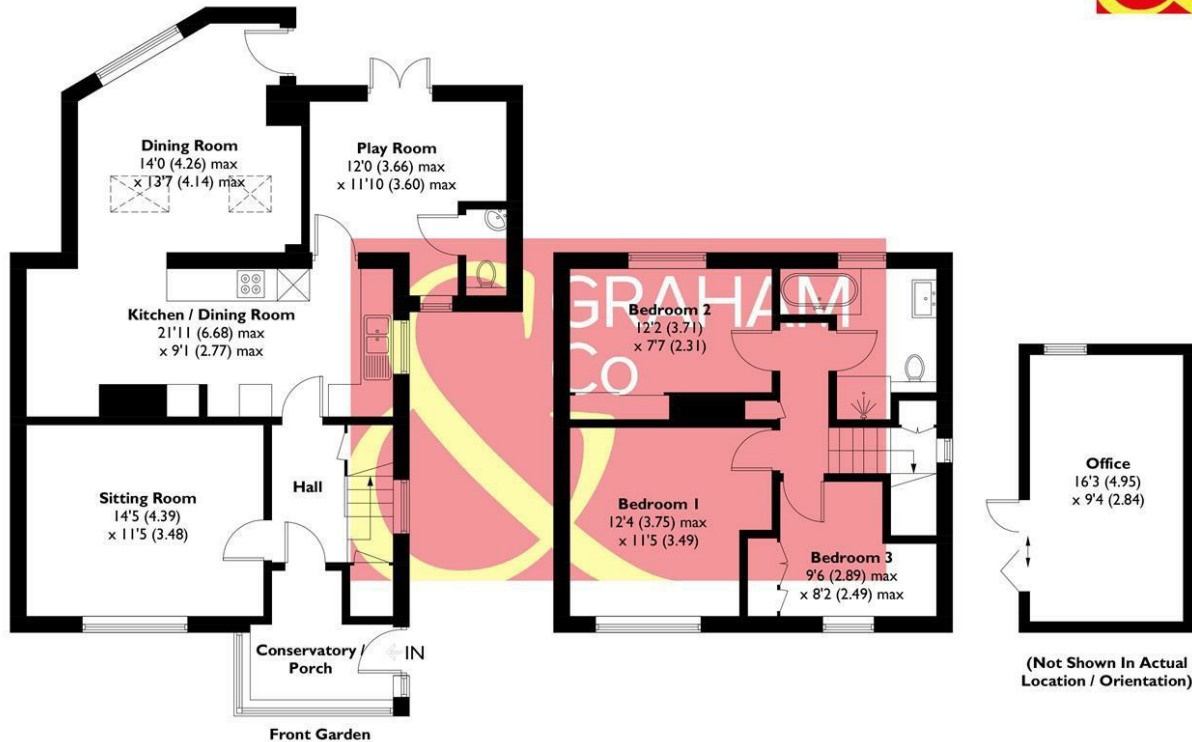 Dining Room
14'0 (4.26) max
x 13'7 (4.14) max
Play Room
12'0 (3.66) max
x 11'10 (3.60) max
Kitchen / Dining Room
21'11 (6.68) max
x 9'1 (2.77) max
Sitting Room
14'5 (4.39)
x 11'5 (3.48)
Hall
Conservatory /
Porch
IN
Front Garden
&
GRAHAM
Co
Bedroom 2
12'2 (3.71)
x 7'7 (2.31)
Bedroom 1
12'4 (3.75) max
x 11'5 (3.49)
Bedroom 3
9'6 (2.89) max
x 8'2 (2.49) max
Office
16'3 (4.95)
x 9'4 (2.84)
(Not Shown In Actual
Location / Orientation)